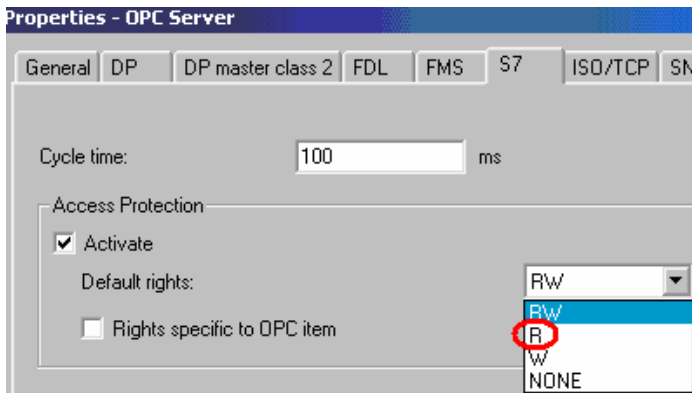 Properties - OPC Server
General DP DP master class 2 FDL FMS S7 ISO/TCP
Cycle time: 100 ms
Access Protection
Activate
Default rights: RW
RW
R
W
NONE
Rights specific to OPC item